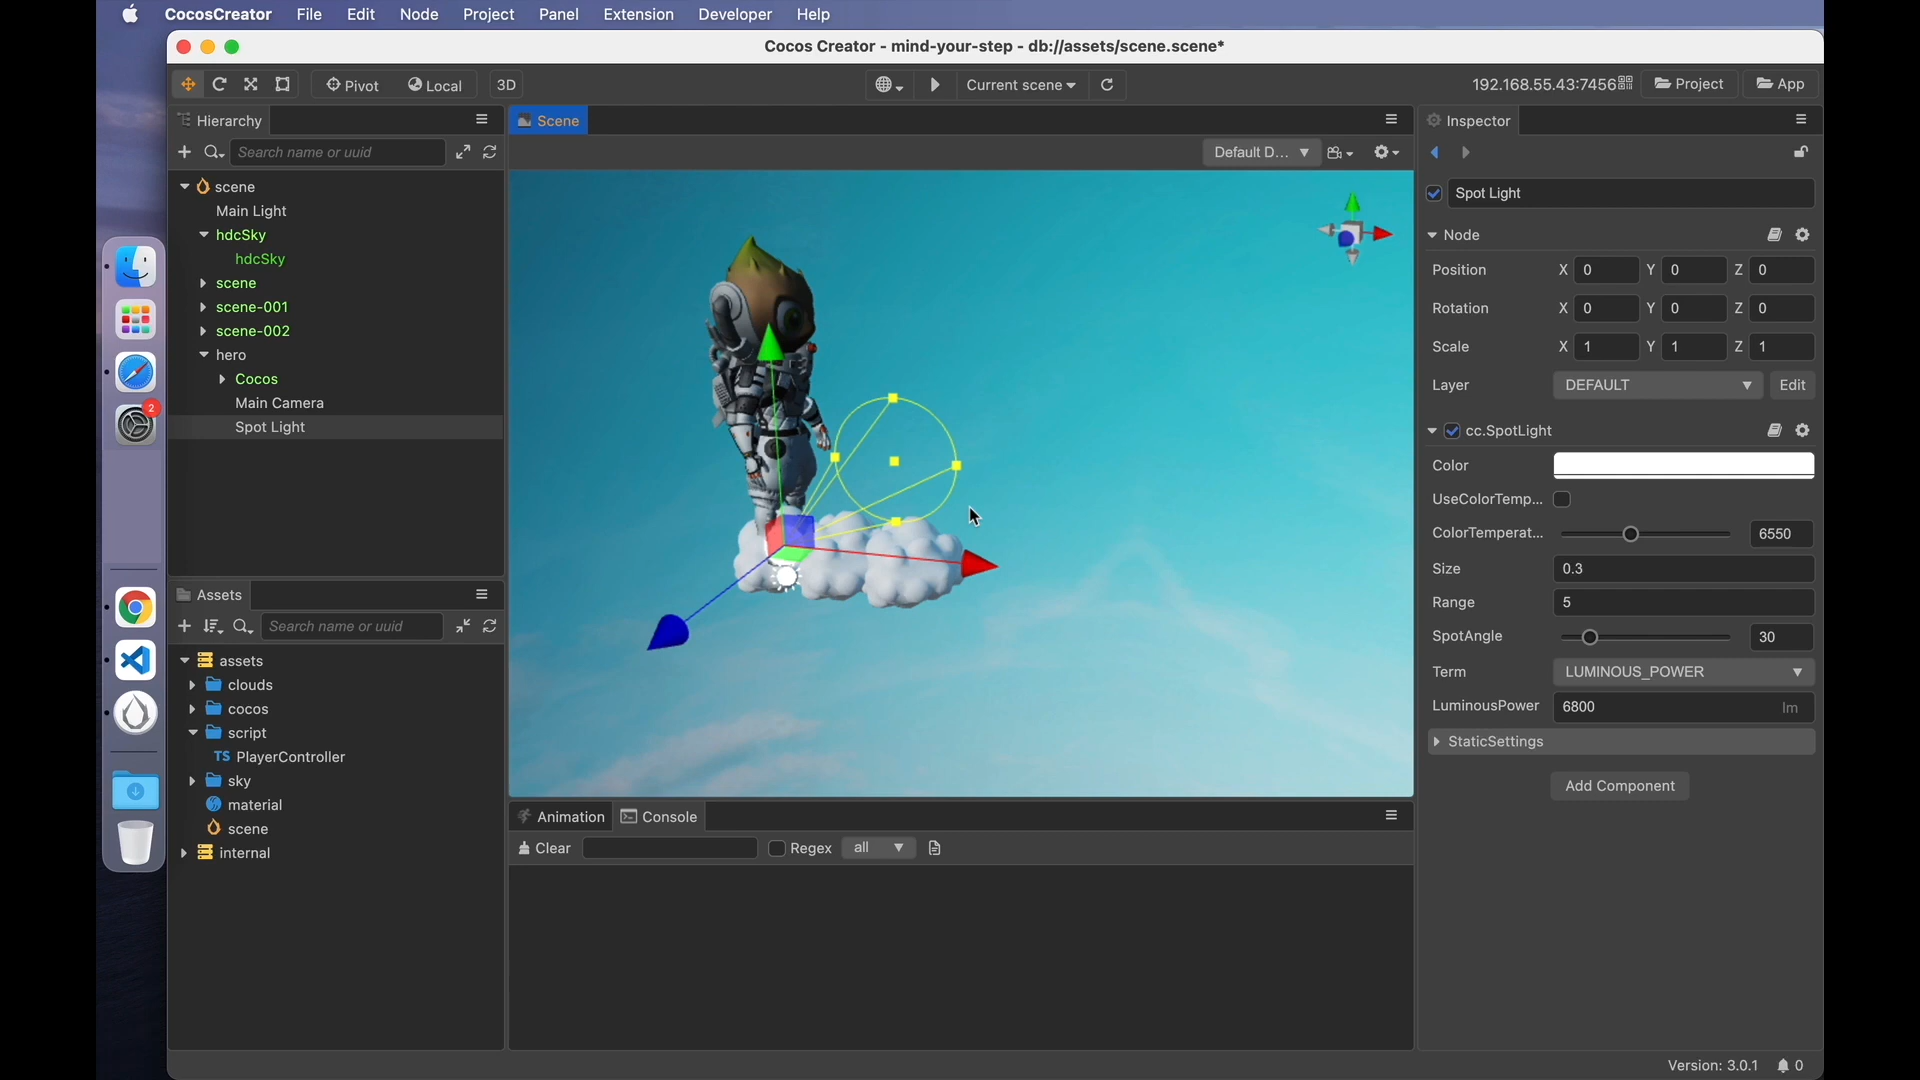 CocosCreator File Edit Node Project Panel Extension Developer Help
Cocos Creator - mind-your-step - db://assets/scene.scene*
Pivot Local 3D Current scene 192.168.55.43:7456 Project App
Hierarchy
Search name or uuid
scene
Main Light
hdcSky
hdcSky
scene
scene-001
scene-002
hero
Cocos
Main Camera
Spot Light
2
Assets
Search name or uuid
assets
clouds
cocos
script
TS PlayerController
sky
material
scene
internal
Scene
Default D...
Animation Console
Clear Regex all
Inspector
Spot Light
Node
Position X 0 Y 0 Z 0
Rotation X 0 Y 0 Z 0
Scale X 1 Y 1 Z 1
Layer DEFAULT Edit
cc.SpotLight
Color
UseColorTemp...
ColorTemperat... 6550
Size 0.3
Range 5
SpotAngle 30
Term LUMINOUS_POWER
LuminousPower 6800 lm
StaticSettings
Add Component
Version: 3.0.1 0